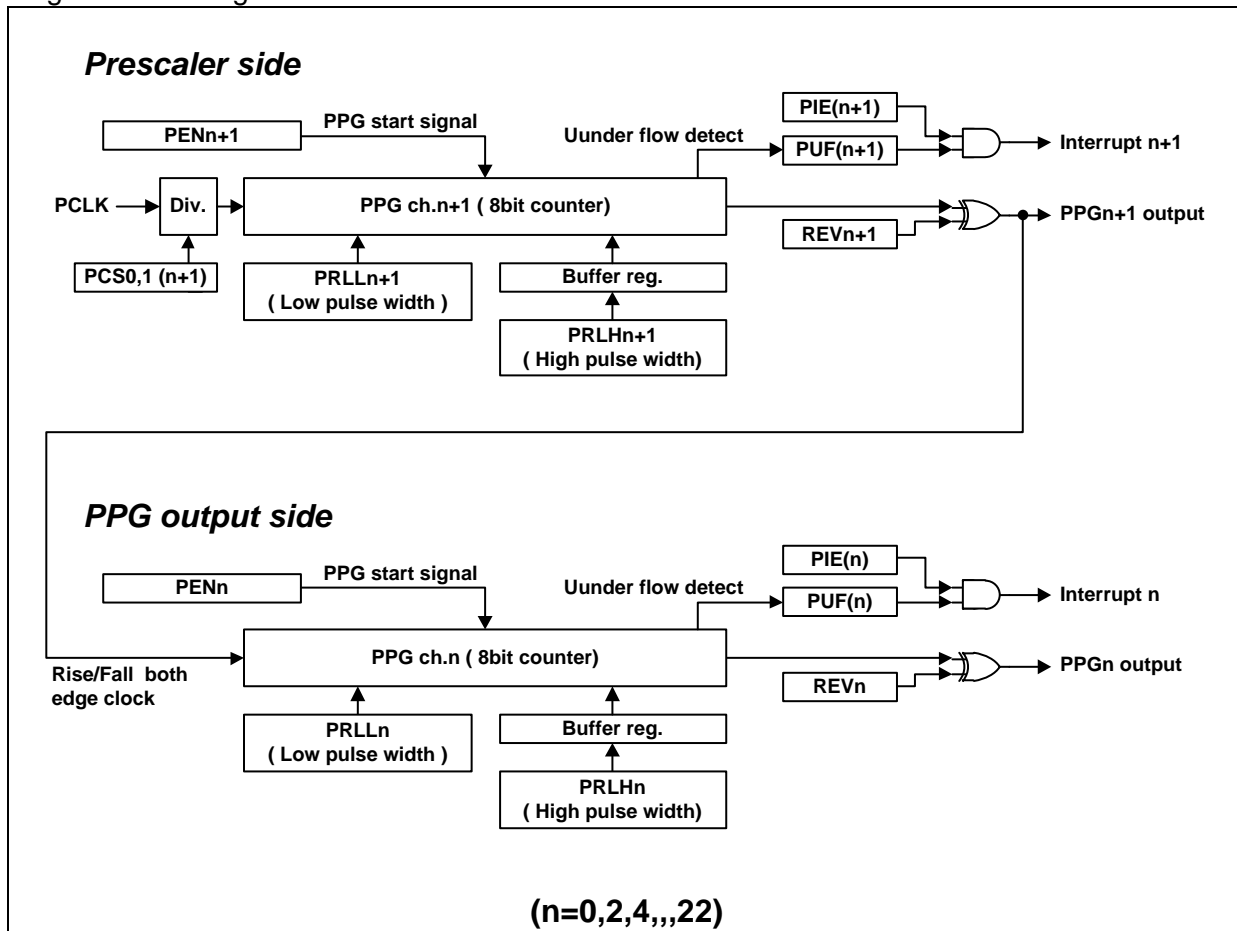 Prescaler side
PENn+1
PPG start signal
Uunder flow detect
PIE(n+1)
PUF(n+1)
Interrupt n+1
PCLK
Div.
PPG ch.n+1 ( 8bit counter)
REVn+1
PPGn+1 output
PCS0,1 (n+1)
PRLLn+1
( Low pulse width )
Buffer reg.
PRLHn+1
( High pulse width)
PPG output side
PENn
PPG start signal
Uunder flow detect
PIE(n)
PUF(n)
Interrupt n
PPG ch.n ( 8bit counter)
REVn
PPGn output
Rise/Fall both
edge clock
PRLLn
( Low pulse width )
Buffer reg.
PRLHn
( High pulse width)
(n=0,2,4,,,22)